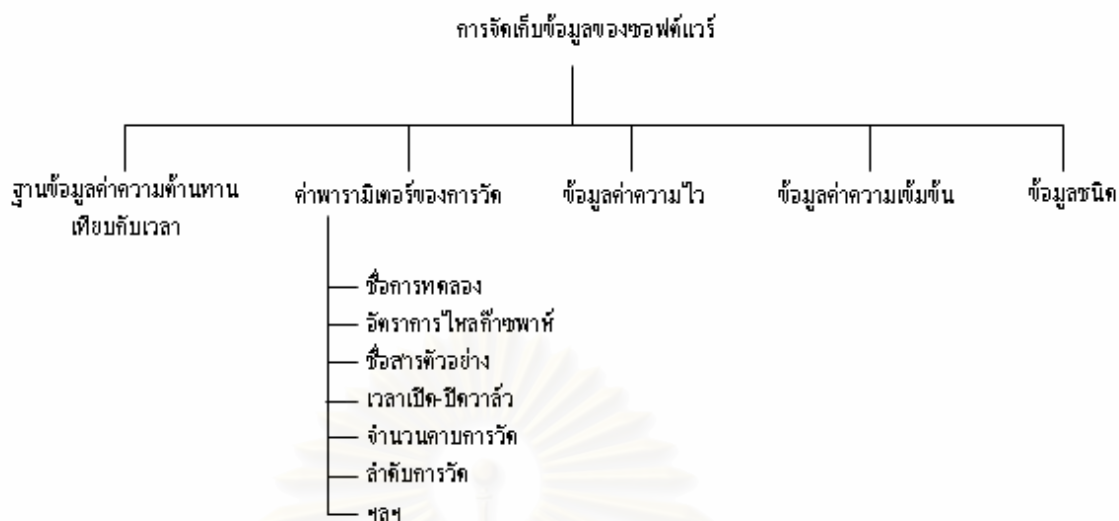 การจัดเก็บข้อมูลของซอฟต์แวร์
ฐานข้อมูลค่าความต้านทาน
เทียบกับเวลา
ค่าพารามิเตอร์ของการวัด
ข้อมูลค่าความไว
ข้อมูลค่าความเข้มข้น
ข้อมูลชนิด
ชื่อการทดลอง
อัตราการไหลก๊าซพาห์
ชื่อสารตัวอย่าง
เวลาเปิด-ปิดวาล์ว
จำนวนคาบการวัด
ลำดับการวัด
ฯลฯ